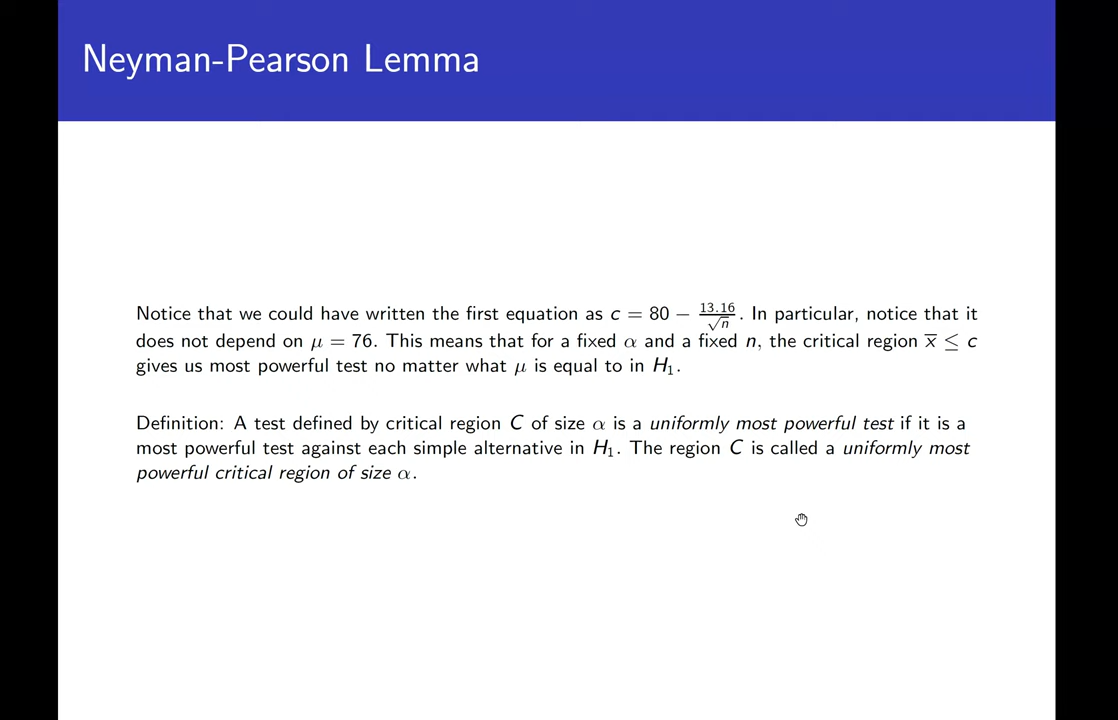 Neyman-Pearson Lemma
Notice that we could have written the first equation as c = 80 − 13.16/√n. In particular, notice that it
does not depend on μ = 76. This means that for a fixed α and a fixed n, the critical region x̅ ≤ c
gives us most powerful test no matter what μ is equal to in H₁.
Definition: A test defined by critical region C of size α is a uniformly most powerful test if it is a
most powerful test against each simple alternative in H₁. The region C is called a uniformly most
powerful critical region of size α.